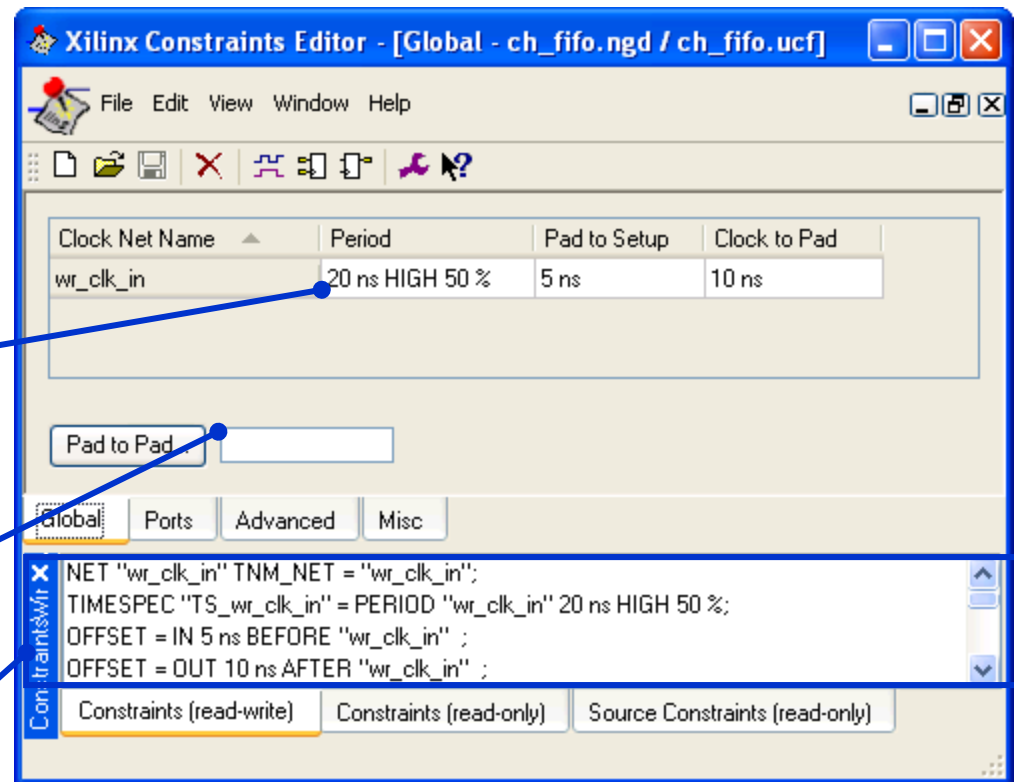 Xilinx Constraints Editor - [Global - ch_fifo.ngd / ch_fifo.ucf]
File Edit View Window Help
Clock Net Name Period Pad to Setup Clock to Pad
wr_clk_in 20 ns HIGH 50 % 5 ns 10 ns
Pad to Pad...
Global Ports Advanced Misc
NET "wr_clk_in" TNM_NET = "wr_clk_in";
TIMESPEC "TS_wr_clk_in" = PERIOD "wr_clk_in" 20 ns HIGH 50 %;
OFFSET = IN 5 ns BEFORE "wr_clk_in" ;
OFFSET = OUT 10 ns AFTER "wr_clk_in" ;
Constraints (read-write) Constraints (read-only) Source Constraints (read-only)